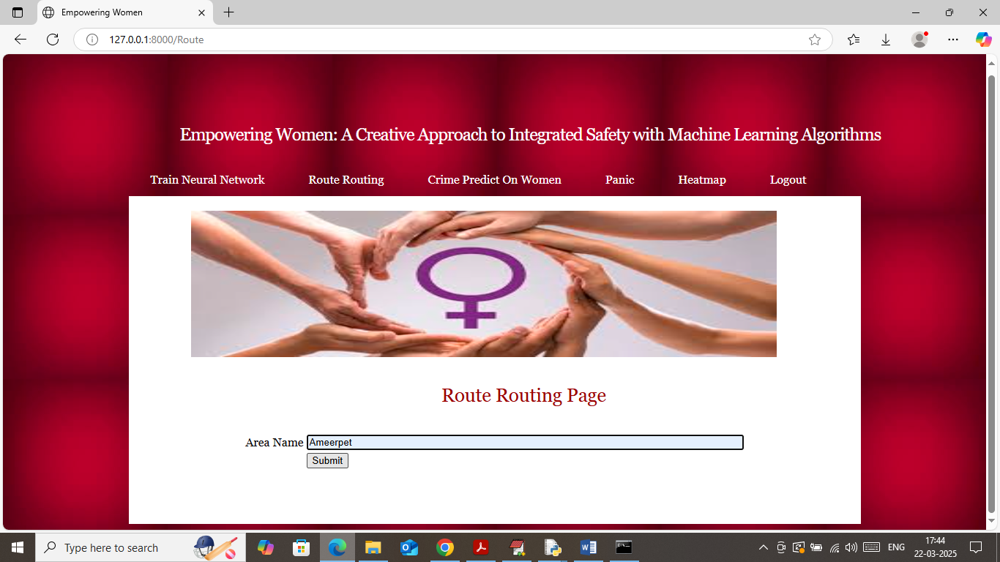 Empowering Women
127.0.0.1:8000/Route
Empowering Women: A Creative Approach to Integrated Safety with Machine Learning Algorithms
Train Neural Network Route Routing Crime Predict On Women Panic Heatmap Logout
Route Routing Page
Area Name Ameerpet
Submit
Type here to search
ENG
17:44
22-03-2025